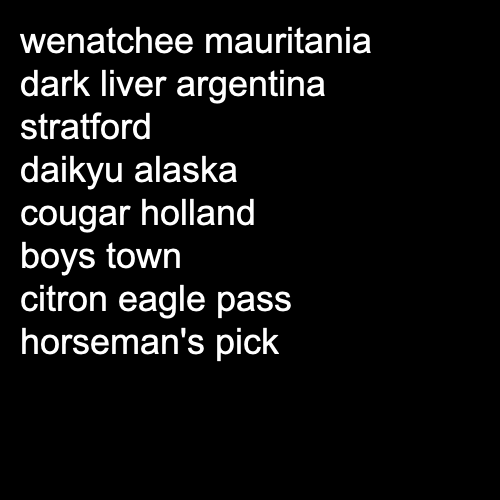 wenatchee mauritania
dark liver argentina
stratford
daikyu alaska
cougar holland
boys town
citron eagle pass
horseman's pick